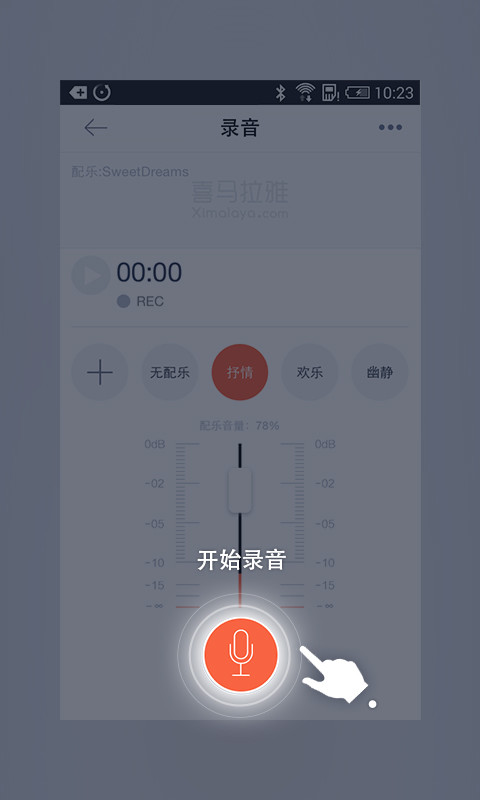 10:23
录音
配乐:SweetDreams
喜马拉雅
Ximalaya.com
00:00
REC
无配乐 抒情 欢乐 幽静
配乐音量: 78%
0dB 0dB
-02 -02
-05 -05
开始录音
-10 -10
-15 -15
-∞ -∞